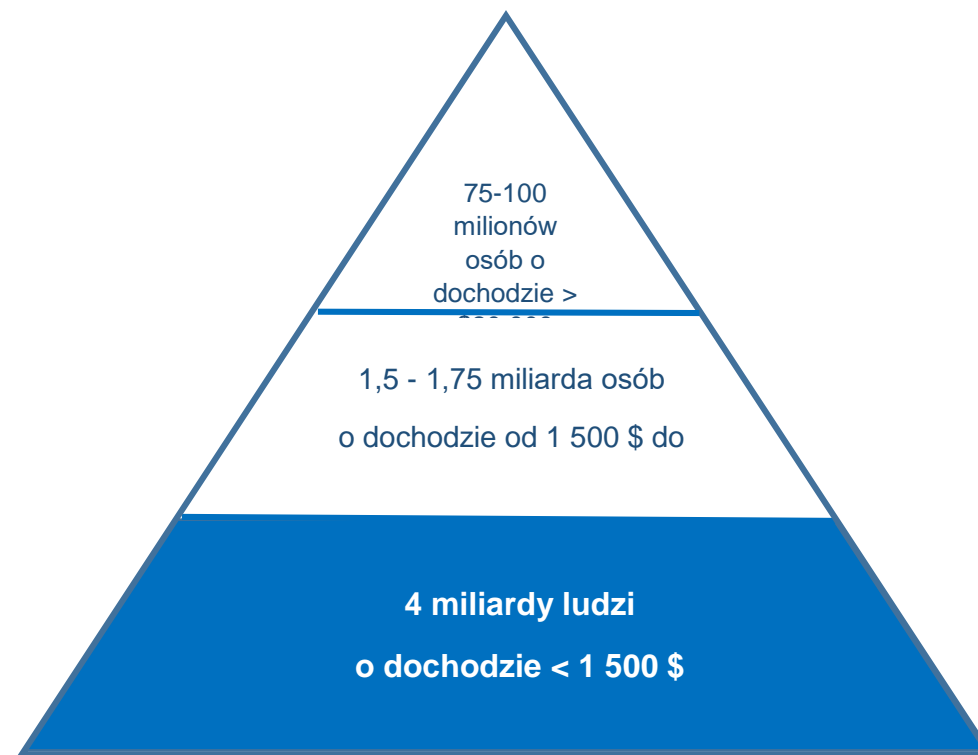 75-100
milionów
osób o
dochodzie >
1,5 - 1,75 miliarda osób
o dochodzie od 1 500 $ do
4 miliardy ludzi
o dochodzie < 1 500 $